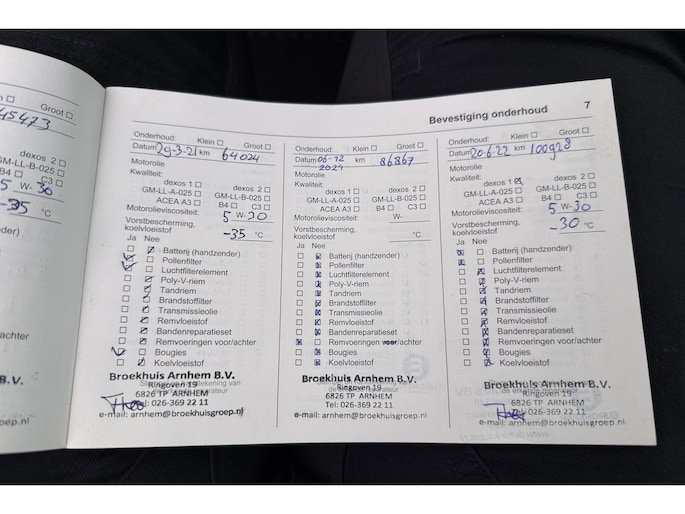 45473
Bevestiging onderhoud 7
Groot
dexos 2
GM-LL-B-025
B4 C3
5 W- 30
-35 °C
Onderhoud: Klein Groot
Datum 29-3-21 km 64024
Motorolie
Kwaliteit:
dexos 1 dexos 2
GM-LL-A-025 GM-LL-B-025
ACEA A3 B4 C3
Motorolieviscositeit: 5 W-30
Vorstbescherming, koelvloeistof -35 °C
Ja Nee
Batterij (handzender)
Pollenfilter
Luchtfilterelement
Poly-V-riem
Tandriem
Brandstoffilter
Transmissieolie
Remvloeistof
Bandenreparatieset
Remvoeringen voor/achter
Bougies
Koelvloeistof
Broekhuis Arnhem B.V.
Ringoven 19
6826 TP ARNHEM
Tel: 026-369 22 11
e-mail: arnhem@broekhuisgroep.nl
Onderhoud: Klein Groot
Datum 06-12 km 86867
Motorolie
Kwaliteit:
dexos 1 dexos 2
GM-LL-A-025 GM-LL-B-025
ACEA A3 B4 C3
Motorolieviscositeit: W-
Vorstbescherming, koelvloeistof °C
Ja Nee
Batterij (handzender)
Pollenfilter
Luchtfilterelement
Poly-V-riem
Tandriem
Brandstoffilter
Transmissieolie
Remvloeistof
Bandenreparatieset
Remvoeringen voor/achter
Bougies
Koelvloeistof
Broekhuis Arnhem B.V.
Ringoven 19
6826 TP ARNHEM
Tel: 026-369 22 11
e-mail: arnhem@broekhuisgroep.nl
Onderhoud: Klein Groot
Datum 20-6-22 km 100928
Motorolie
Kwaliteit:
dexos 1 dexos 2
GM-LL-A-025 GM-LL-B-025
ACEA A3 B4 C3
Motorolieviscositeit: 5 W-30
Vorstbescherming, koelvloeistof -30 °C
Ja Nee
Batterij (handzender)
Pollenfilter
Luchtfilterelement
Poly-V-riem
Tandriem
Brandstoffilter
Transmissieolie
Remvloeistof
Bandenreparatieset
Remvoeringen voor/achter
Bougies
Koelvloeistof
Broekhuis Arnhem B.V.
Ringoven 19
6826 TP ARNHEM
Tel: 026-369 22 11
e-mail: arnhem@broekhuisgroep.nl